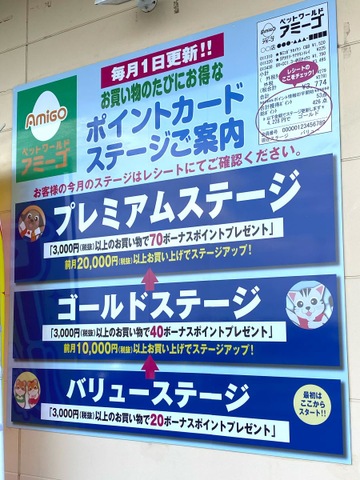 毎月1日更新!!
お買い物のたびにお得な
ポイントカード
ステージご案内
AMIGO
ペットワールド
アミーゴ
ペットワールド
アミーゴ
レシートの
ここをチェック!
お客様の今月のステージはレシートにてご確認ください。
プレミアムステージ
「3,000円(税抜)以上のお買い物で70ボーナスポイントプレゼント」
前月20,000円(税抜)以上お買い上げでステージアップ!
ゴールドステージ
「3,000円(税抜)以上のお買い物で40ボーナスポイントプレゼント」
前月10,000円(税抜)以上お買い上げでステージアップ!
バリューステージ
「3,000円(税抜)以上のお買い物で20ボーナスポイントプレゼント」
最初は
ここから
スタート!!